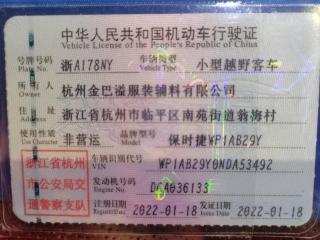 中华人民共和国机动车行驶证
Vehicle License of the People's Republic of China
号牌号码 浙A178NY 车辆类型 小型越野客车
Plate No. Vehicle Type
所有人 杭州金巴溢服装辅料有限公司
Owner
住址 浙江省杭州市临平区南苑街道翁梅村
Address
使用性质 非营运 品牌型号 保时捷WP1AB29Y
Use Character Model
浙江省杭州 车辆识别代号 WP1AB29Y0NDA53492
VIN
市公安局交 发动机号码 DCA036133
Engine No.
通警察支队 注册日期 2022-01-18 发证日期 2022-01-18
Register Date Issue Date